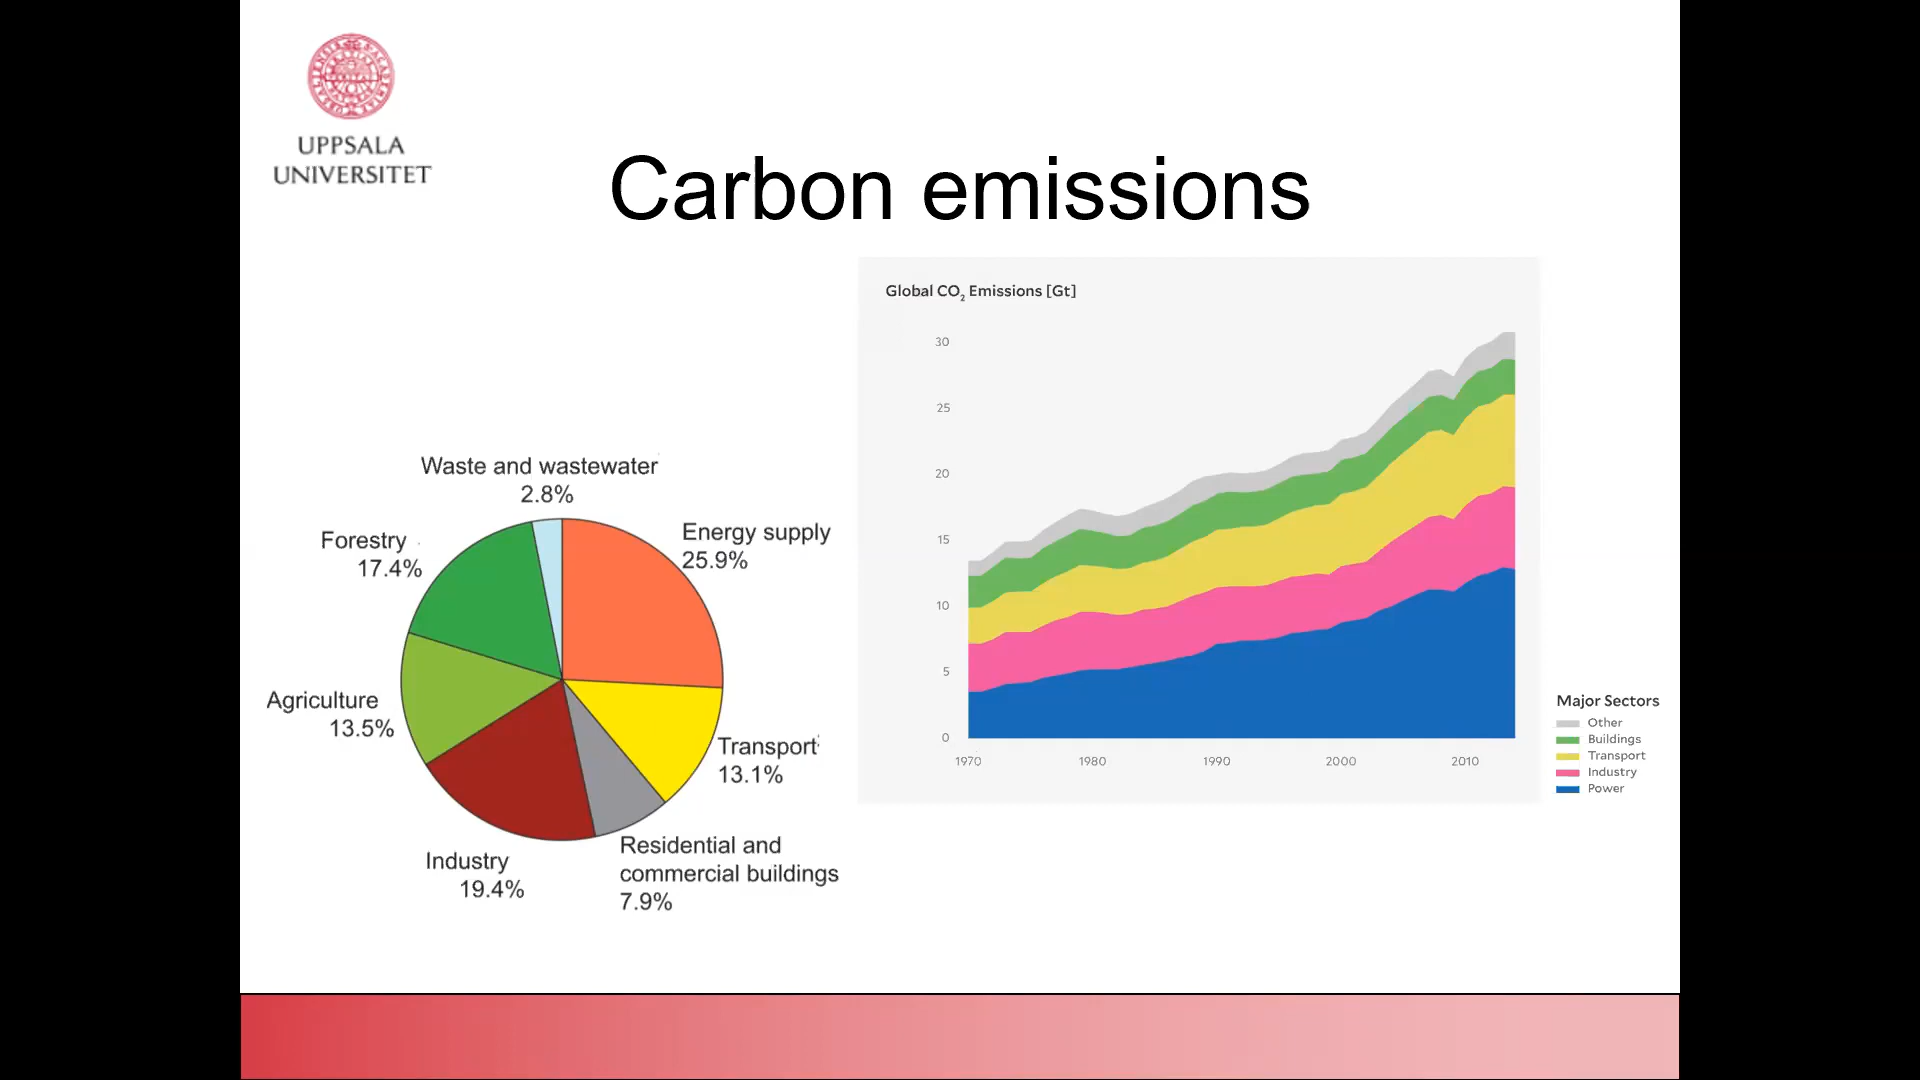 UPPSALA
UNIVERSITET
Carbon emissions
Waste and wastewater
2.8%
Forestry
17.4%
Energy supply
25.9%
Agriculture
13.5%
Transport
13.1%
Industry
19.4%
Residential and
commercial buildings
7.9%
Global CO₂ Emissions [Gt]
30
25
20
15
10
5
0
1970 1980 1990 2000 2010
Major Sectors
Other
Buildings
Transport
Industry
Power